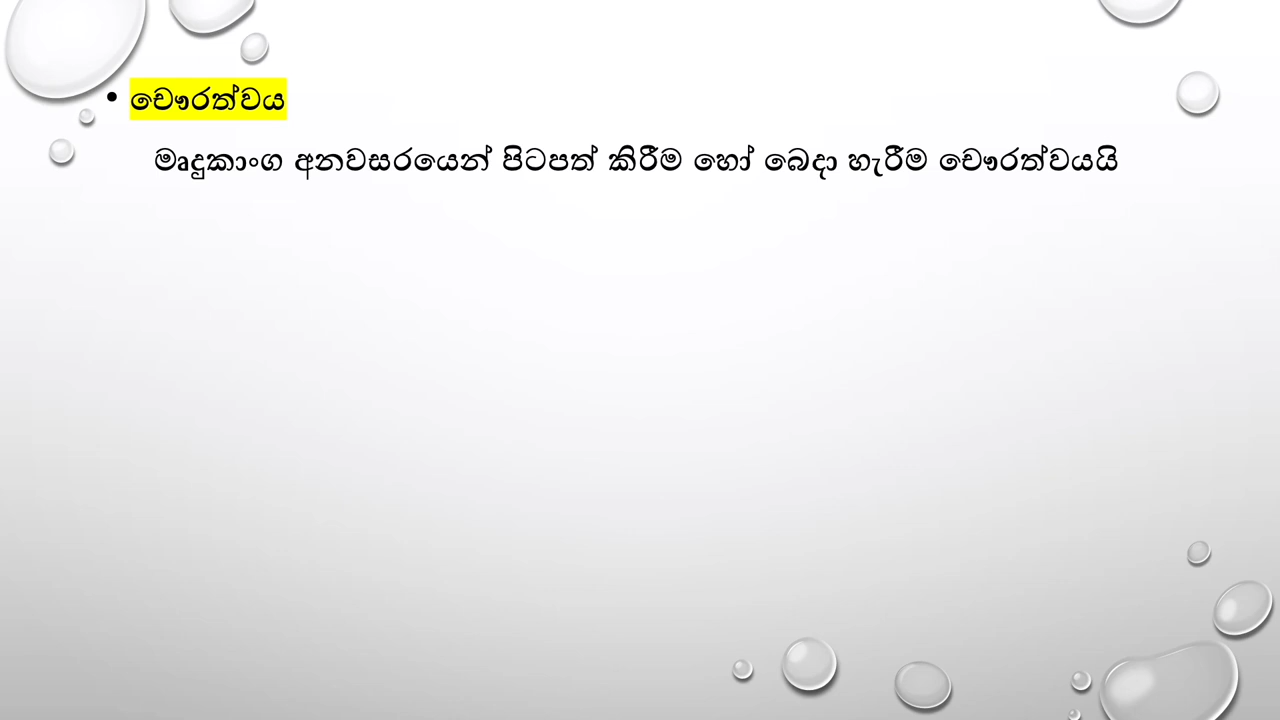 • චෞරත්වය
මෘදුකාංග අනවසරයෙන් පිටපත් කිරීම හෝ බෙදා හැරීම චෞරත්වයයි